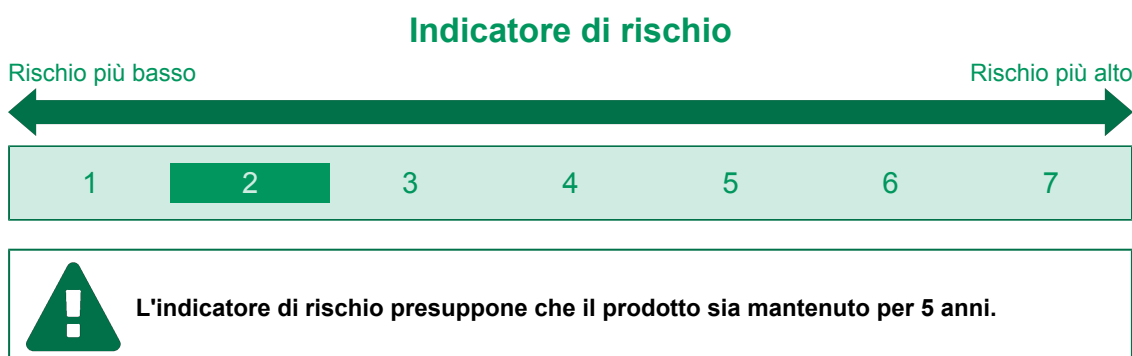 Indicatore di rischio
Rischio più basso Rischio più alto
1 2 3 4 5 6 7
L'indicatore di rischio presuppone che il prodotto sia mantenuto per 5 anni.